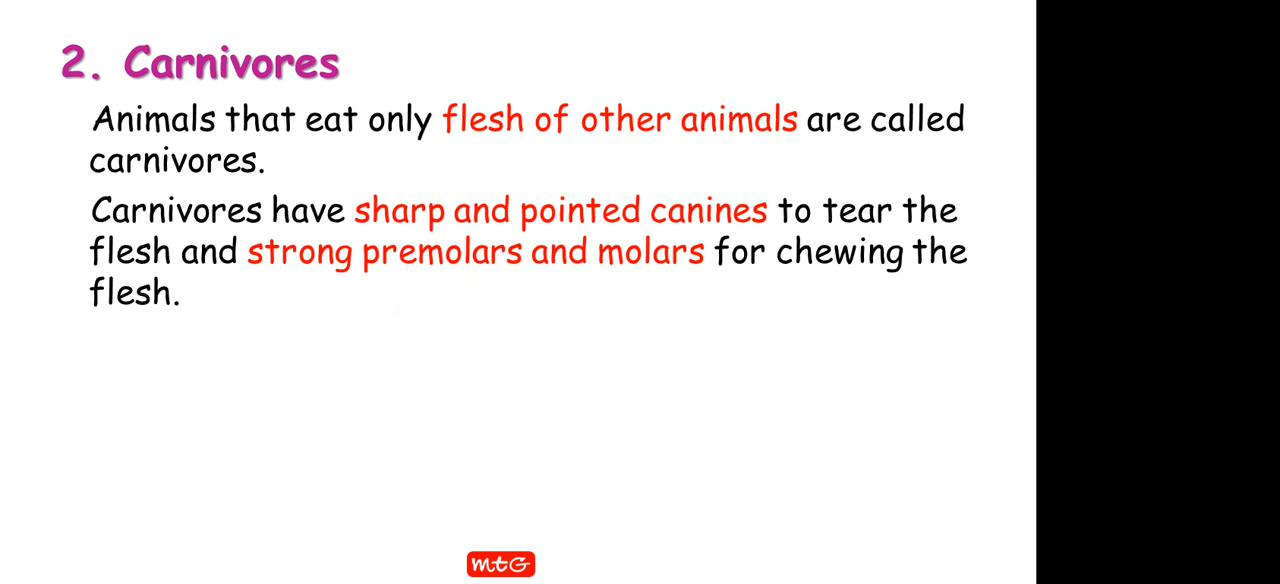 2. Carnivores
Animals that eat only flesh of other animals are called
carnivores.
Carnivores have sharp and pointed canines to tear the
flesh and strong premolars and molars for chewing the
flesh.
mtG